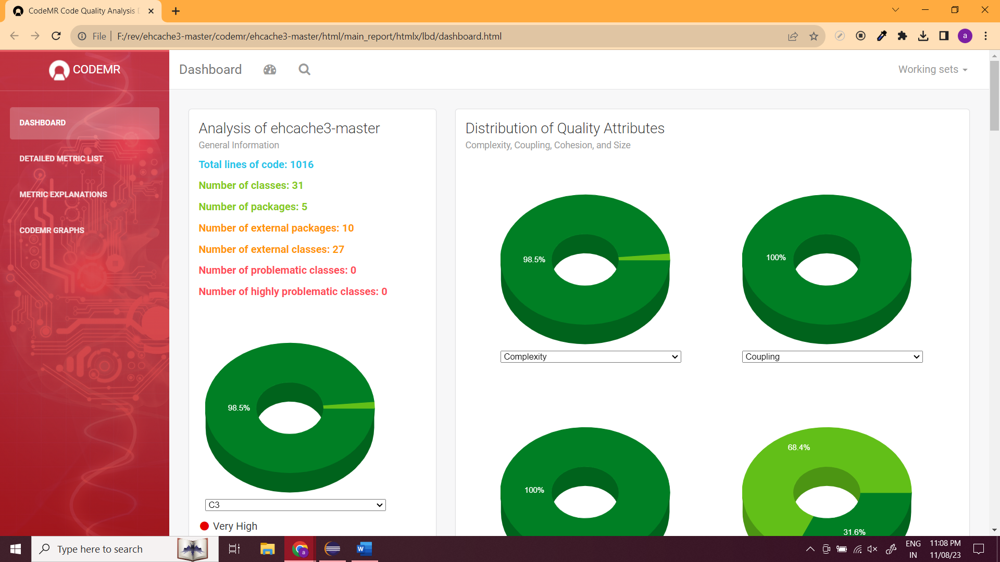 CodeMR Code Quality Analysis D
File
F:/rev/ehcache3-master/codemr/ehcache3-master/html/main_report/htmlx/lbd/dashboard.html
a
CODEMR
Dashboard
Working sets
DASHBOARD
DETAILED METRIC LIST
METRIC EXPLANATIONS
CODEMR GRAPHS
Analysis of ehcache3-master
General Information
Total lines of code: 1016
Number of classes: 31
Number of packages: 5
Number of external packages: 10
Number of external classes: 27
Number of problematic classes: 0
Number of highly problematic classes: 0
98.5%
C3
Very High
Distribution of Quality Attributes
Complexity, Coupling, Cohesion, and Size
98.5%
100%
Complexity
Coupling
100%
68.4%
31.6%
Type here to search
a
W
ENG
IN
11:08 PM
11/08/23